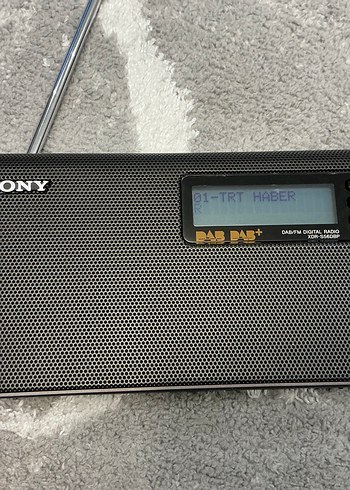 SONY
01-TRT HABER
R
DAB DAB+
DAB/FM DIGITAL RADIO
XDR-S56DBP